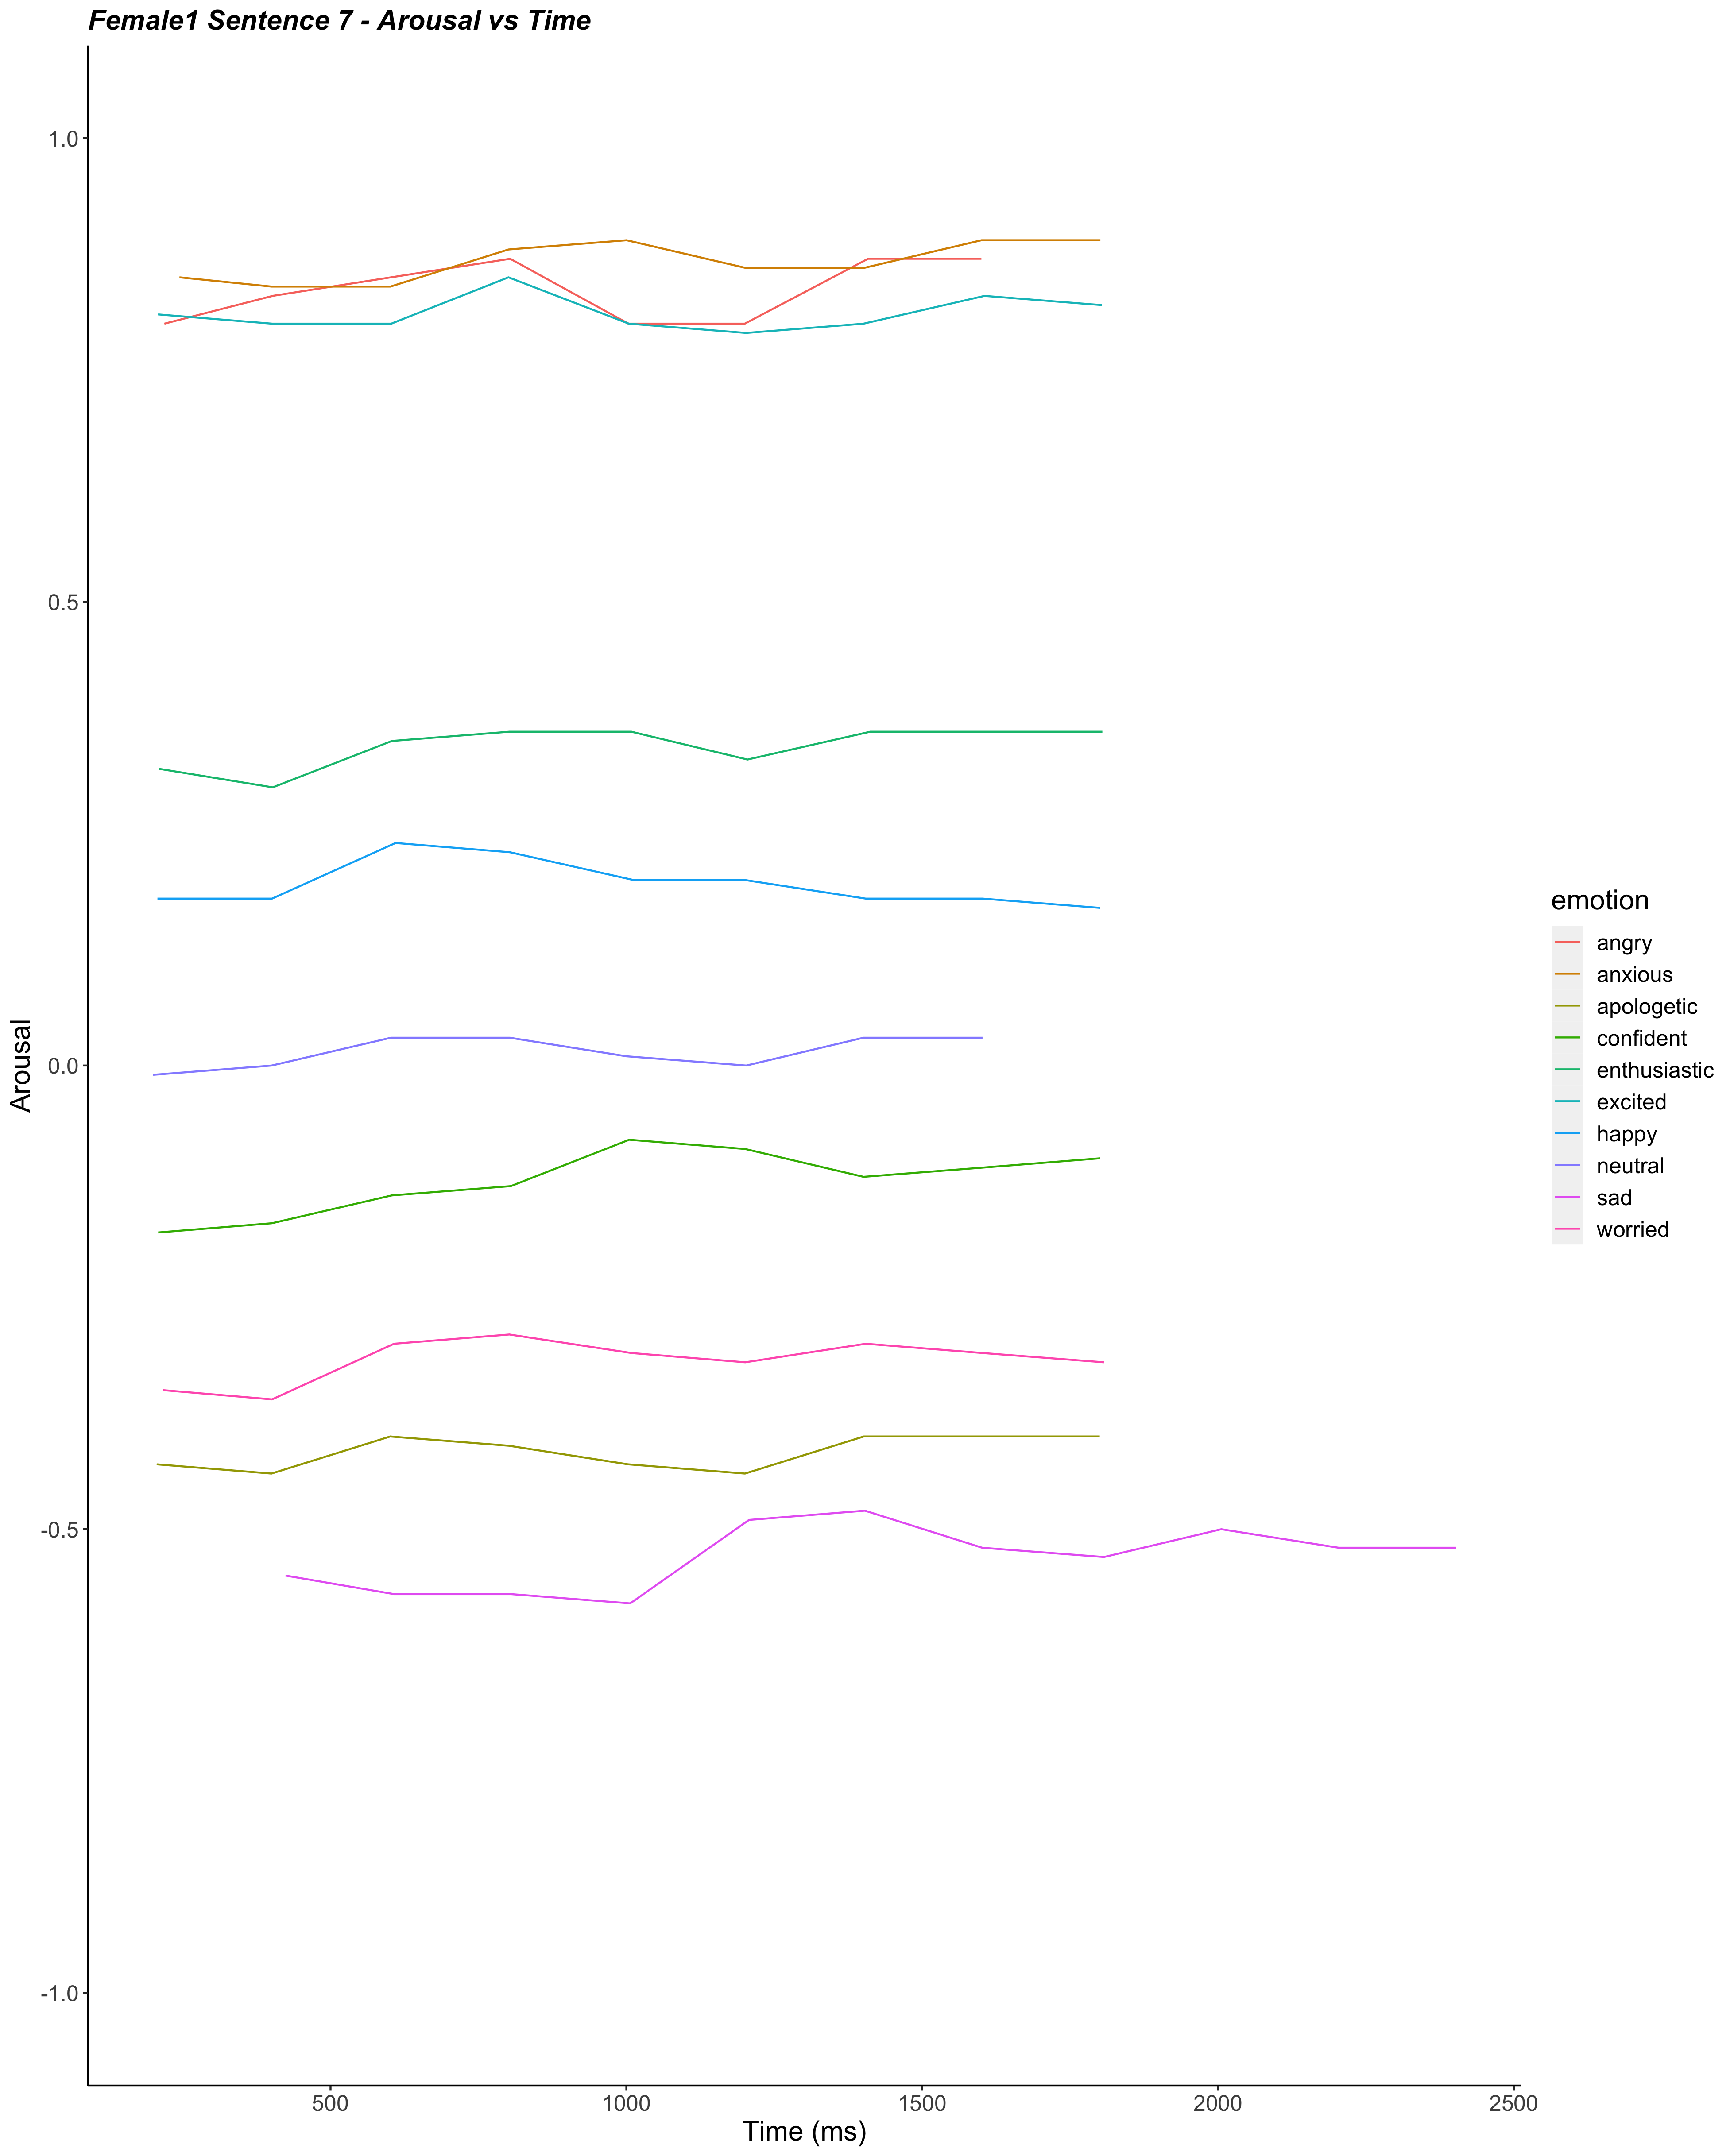 Female1 Sentence 7 - Arousal vs Time
1.0
0.5
0.0
-0.5
-1.0
Arousal
500 1000 1500 2000 2500
Time (ms)
emotion
angry
anxious
apologetic
confident
enthusiastic
excited
happy
neutral
sad
worried